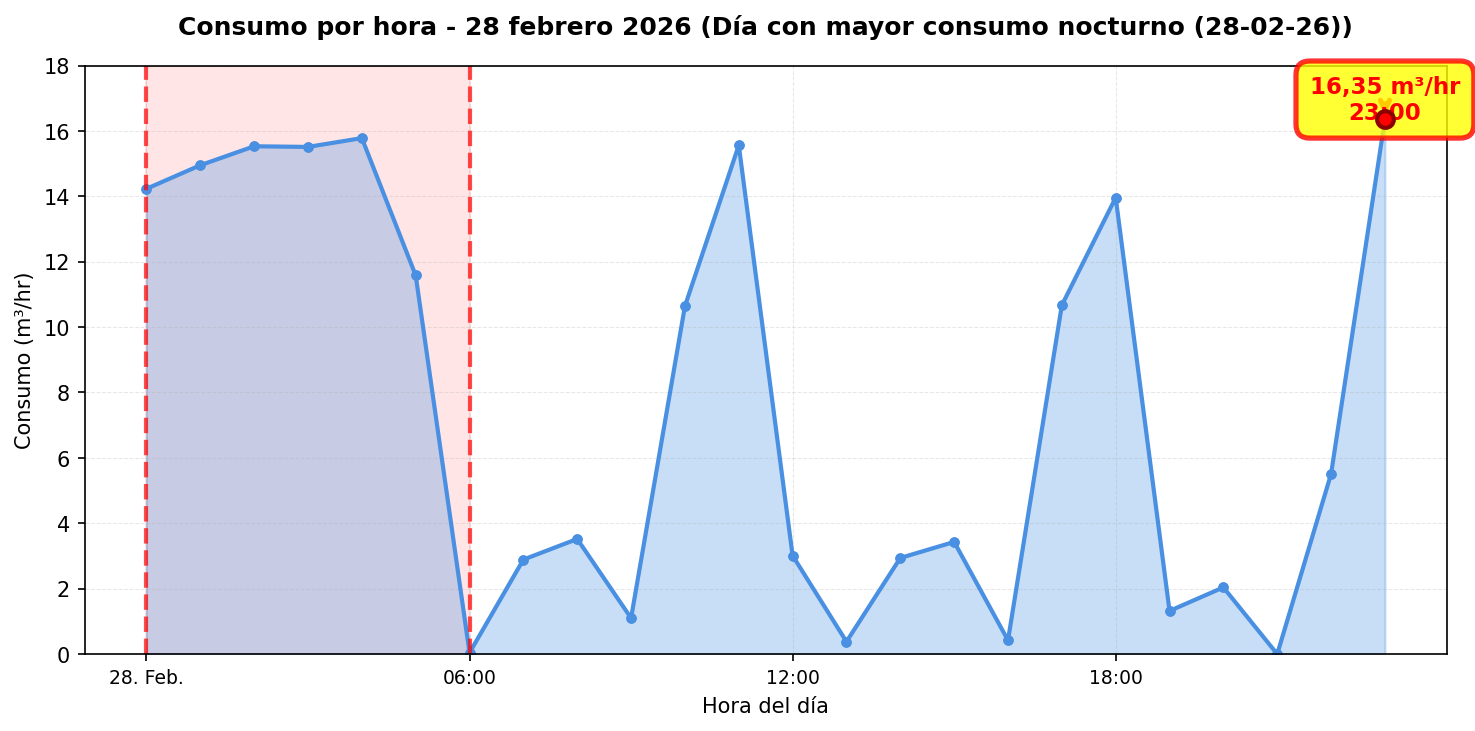 Consumo por hora - 28 febrero 2026 (Día con mayor consumo nocturno (28-02-26))
16,35 m³/hr
23:00
Consumo (m³/hr)
18
16
14
12
10
8
6
4
2
0
28. Feb.
06:00
12:00
18:00
Hora del día